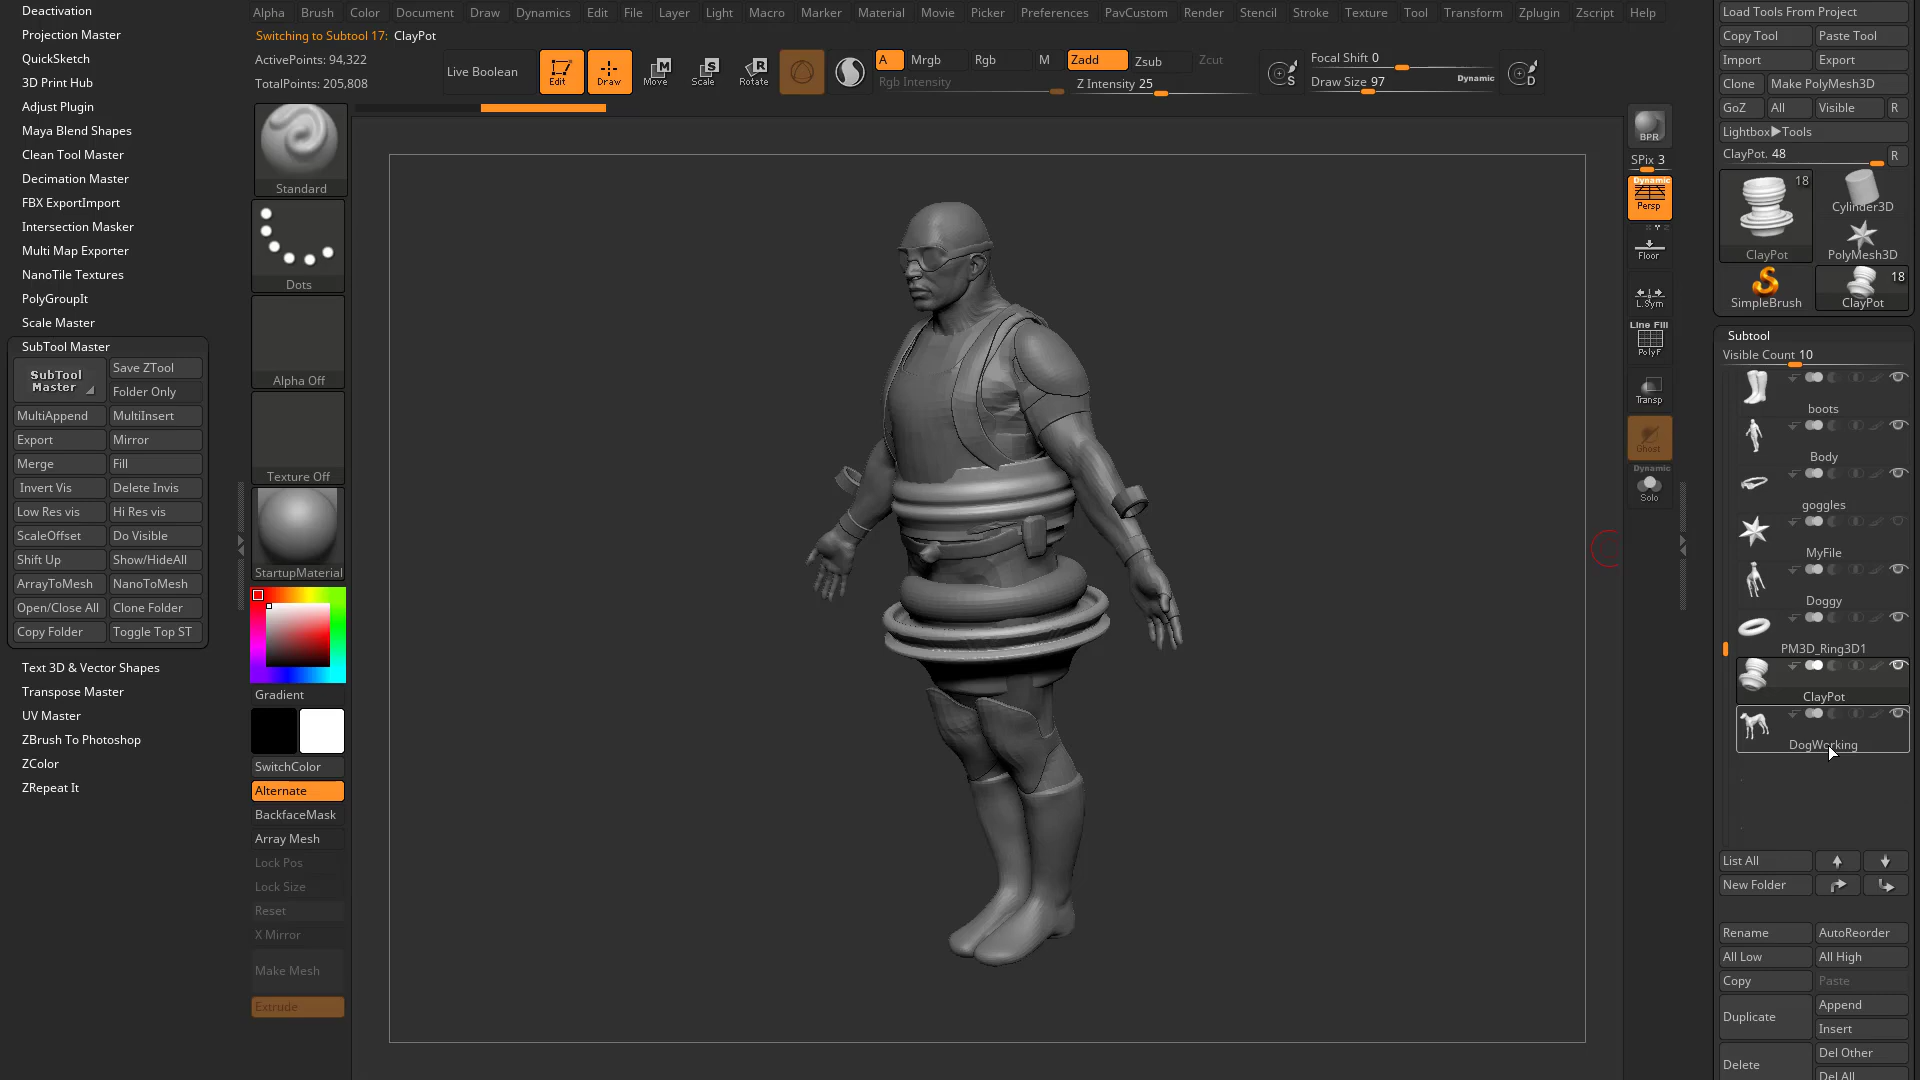 Deactivation
Projection Master
QuickSketch
3D Print Hub
Adjust Plugin
Maya Blend Shapes
Clean Tool Master
Decimation Master
FBX ExportImport
Intersection Masker
Multi Map Exporter
NanoTile Textures
PolyGroupIt
Scale Master
SubTool Master
SubTool Master
Save ZTool
Folder Only
MultiAppend MultiInsert
Export Mirror
Merge Fill
Invert Vis Delete Invis
Low Res vis Hi Res vis
ScaleOffset Do Visible
Shift Up Show/HideAll
ArrayToMesh NanoToMesh
Open/Close All Clone Folder
Copy Folder Toggle Top ST
Text 3D & Vector Shapes
Transpose Master
UV Master
ZBrush To Photoshop
ZColor
ZRepeat It
Alpha Brush Color Document Draw Dynamics Edit File Layer Light Macro Marker Material Movie Picker Preferences PavCustom Render Stencil Stroke Texture Tool Transform Zplugin Zscript Help
Switching to Subtool 17: ClayPot
ActivePoints: 94,322
TotalPoints: 205,808
Live Boolean
Edit
Draw
M
Move
S
Scale
R
Rotate
A Mrgb Rgb M
Rgb Intensity
Zadd Zsub Zcut
Z Intensity 25
S
Focal Shift 0
Draw Size 97
Dynamic
D
Standard
Dots
Alpha Off
Texture Off
StartupMaterial
Gradient
SwitchColor
Alternate
BackfaceMask
Array Mesh
Lock Pos
Lock Size
Reset
X Mirror
Make Mesh
Extrude
BPR
SPix 3
Dynamic
Persp
Floor
L.Sym
Line Fill
PolyF
Transp
Ghost
Dynamic
Solo
Load Tools From Project
Copy Tool Paste Tool
Import Export
Clone Make PolyMesh3D
GoZ All Visible R
Lightbox▶Tools
ClayPot. 48 R
18
ClayPot
Cylinder3D
PolyMesh3D
SimpleBrush
18
ClayPot
Subtool
Visible Count 10
boots
Body
goggles
MyFile
Doggy
PM3D_Ring3D1
ClayPot
DogWorking
List All
New Folder
Rename AutoReorder
All Low All High
Copy Paste
Duplicate
Append
Insert
Delete
Del Other
Del All